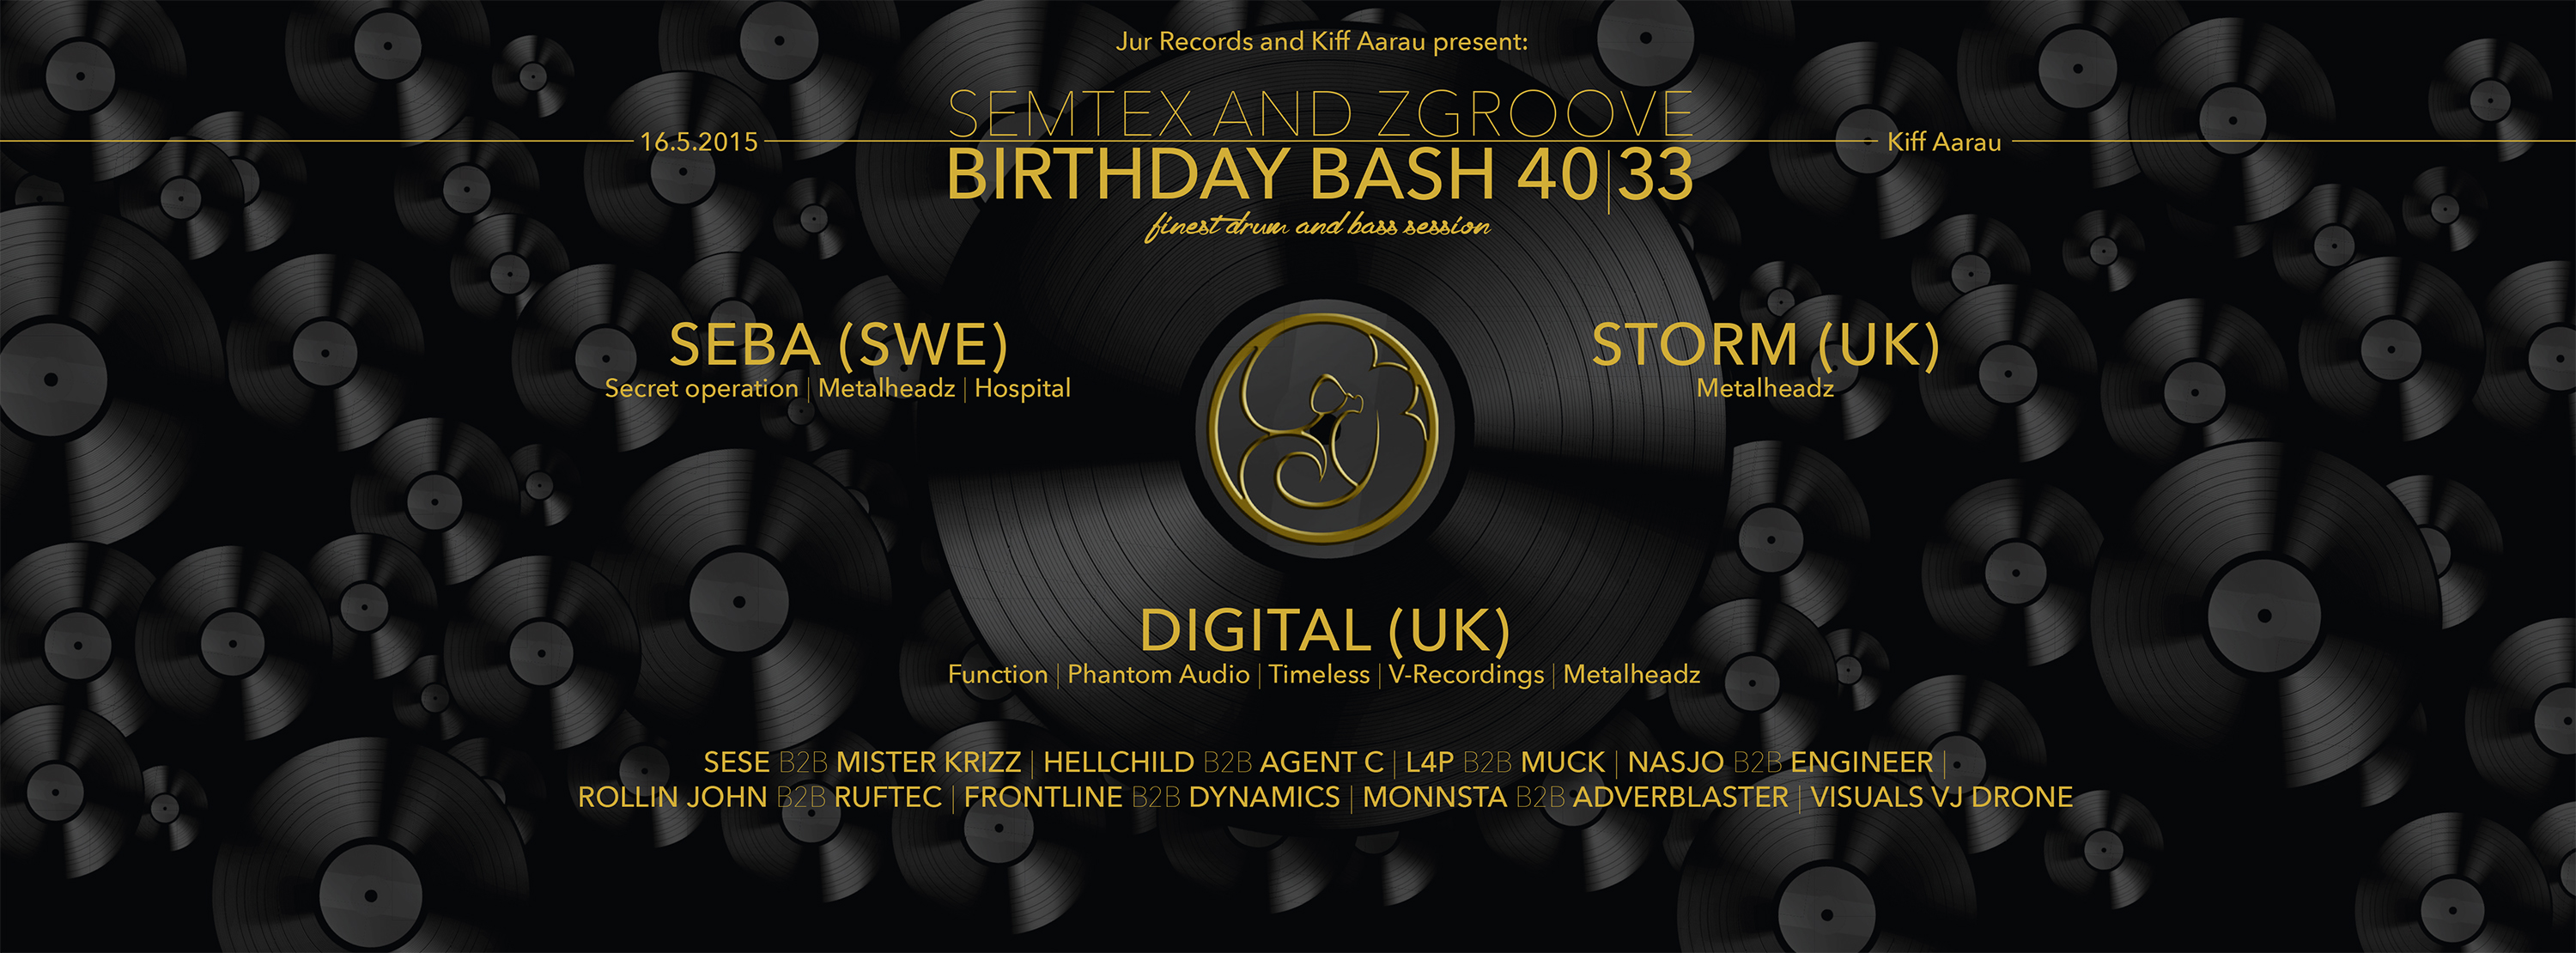 Jur Records and Kiff Aarau present:
SEMTEX AND ZGROOVE
16.5.2015
Kiff Aarau
BIRTHDAY BASH 40|33
finest drum and bass session
SEBA (SWE)
Secret operation | Metalheadz | Hospital
STORM (UK)
Metalheadz
DIGITAL (UK)
Function | Phantom Audio | Timeless | V-Recordings | Metalheadz
SESE B2B MISTER KRIZZ | HELLCHILD B2B AGENT C | L4P B2B MUCK | NASJO B2B ENGINEER |
ROLLIN JOHN B2B RUFTEC | FRONTLINE B2B DYNAMICS | MONNSTA B2B ADVERBLASTER | VISUALS VJ DRONE